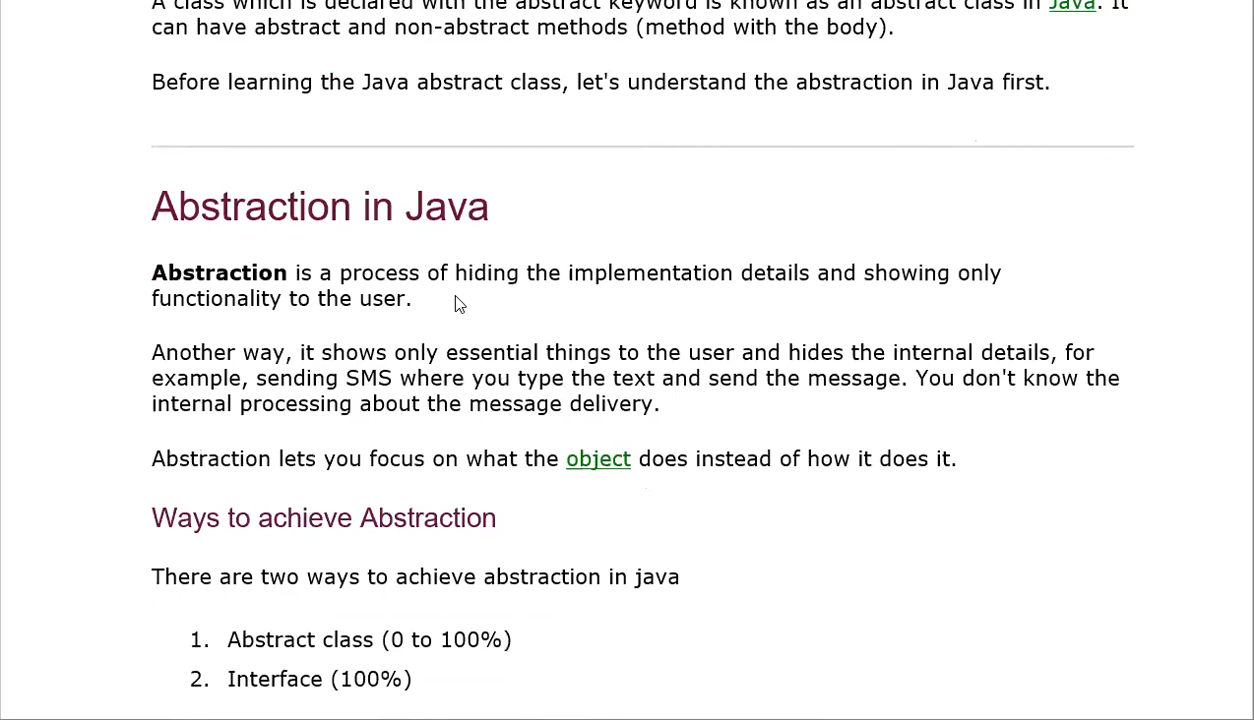 A class which is declared with the abstract keyword is known as an abstract class in Java. It
can have abstract and non-abstract methods (method with the body).
Before learning the Java abstract class, let's understand the abstraction in Java first.
Abstraction in Java
Abstraction is a process of hiding the implementation details and showing only
functionality to the user.
Another way, it shows only essential things to the user and hides the internal details, for
example, sending SMS where you type the text and send the message. You don't know the
internal processing about the message delivery.
Abstraction lets you focus on what the object does instead of how it does it.
Ways to achieve Abstraction
There are two ways to achieve abstraction in java
1. Abstract class (0 to 100%)
2. Interface (100%)